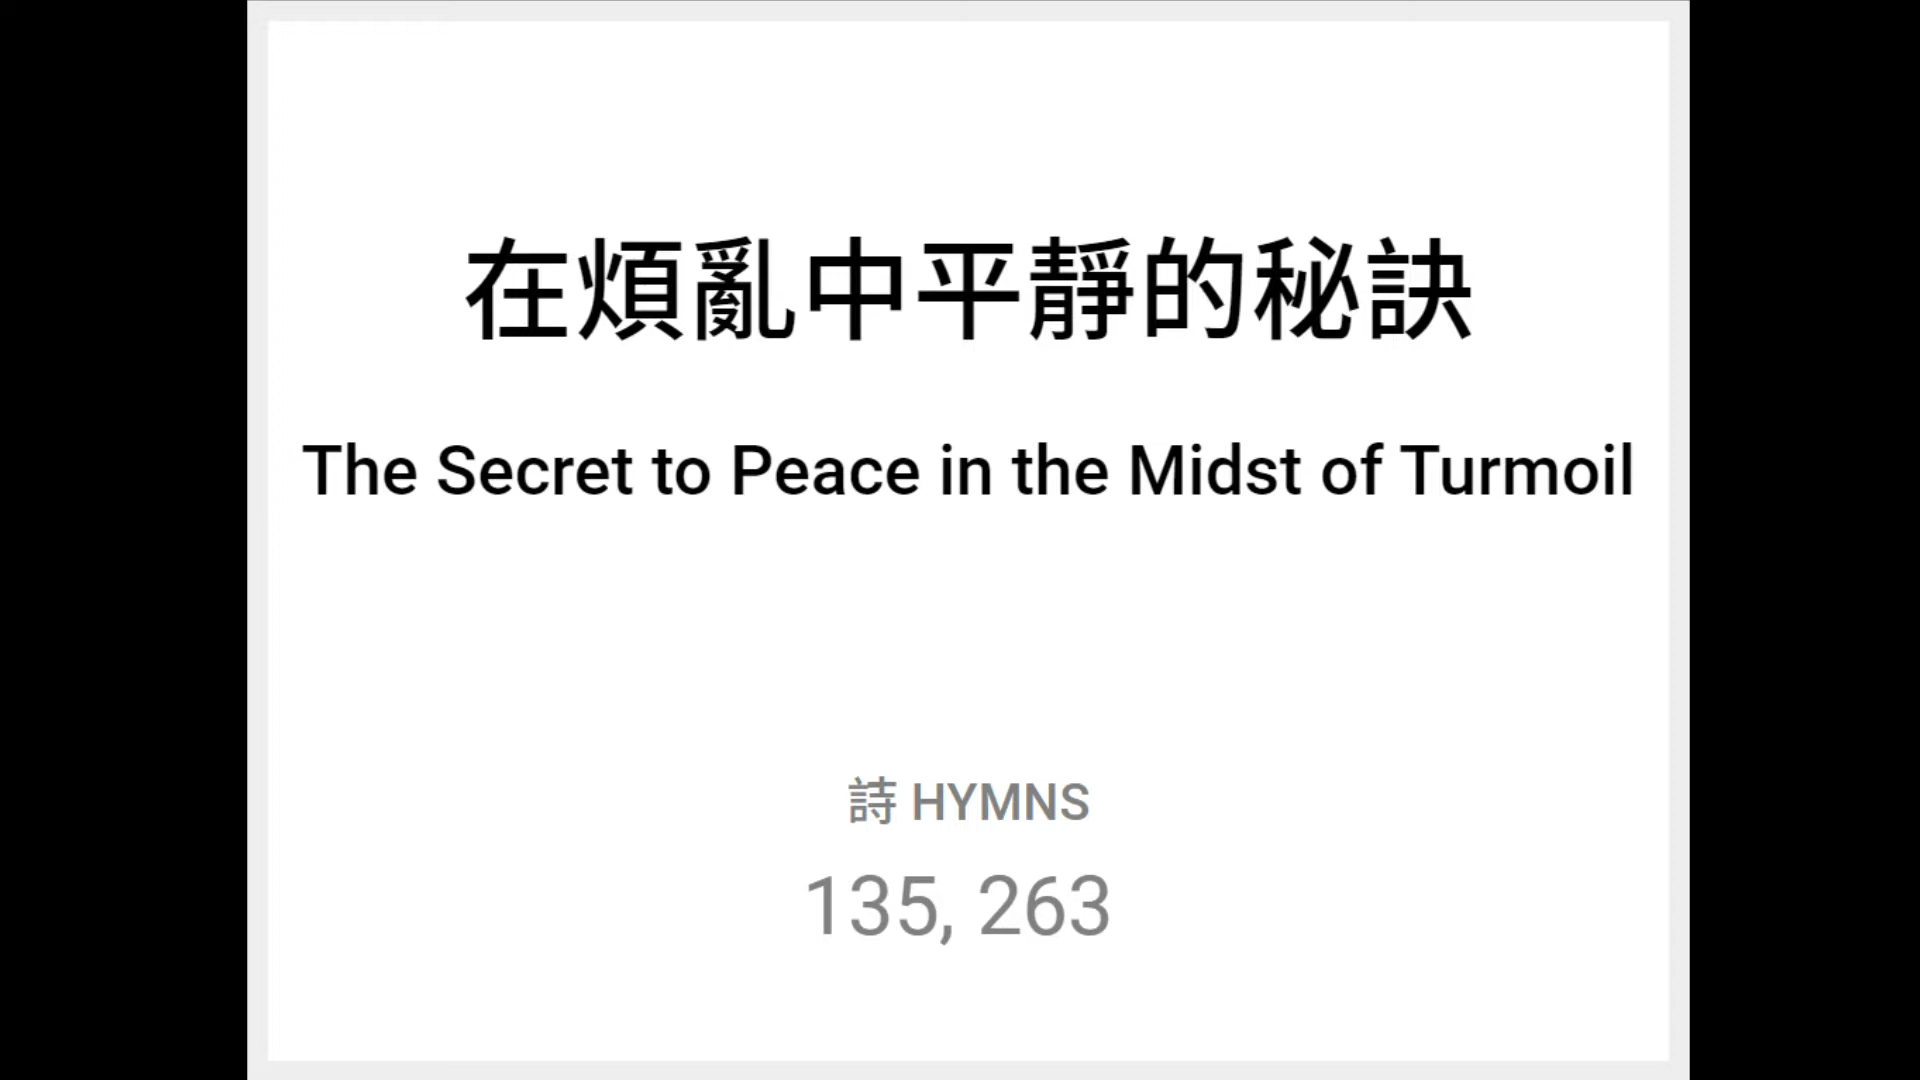 在煩亂中平靜的秘訣
The Secret to Peace in the Midst of Turmoil
詩 HYMNS
135, 263